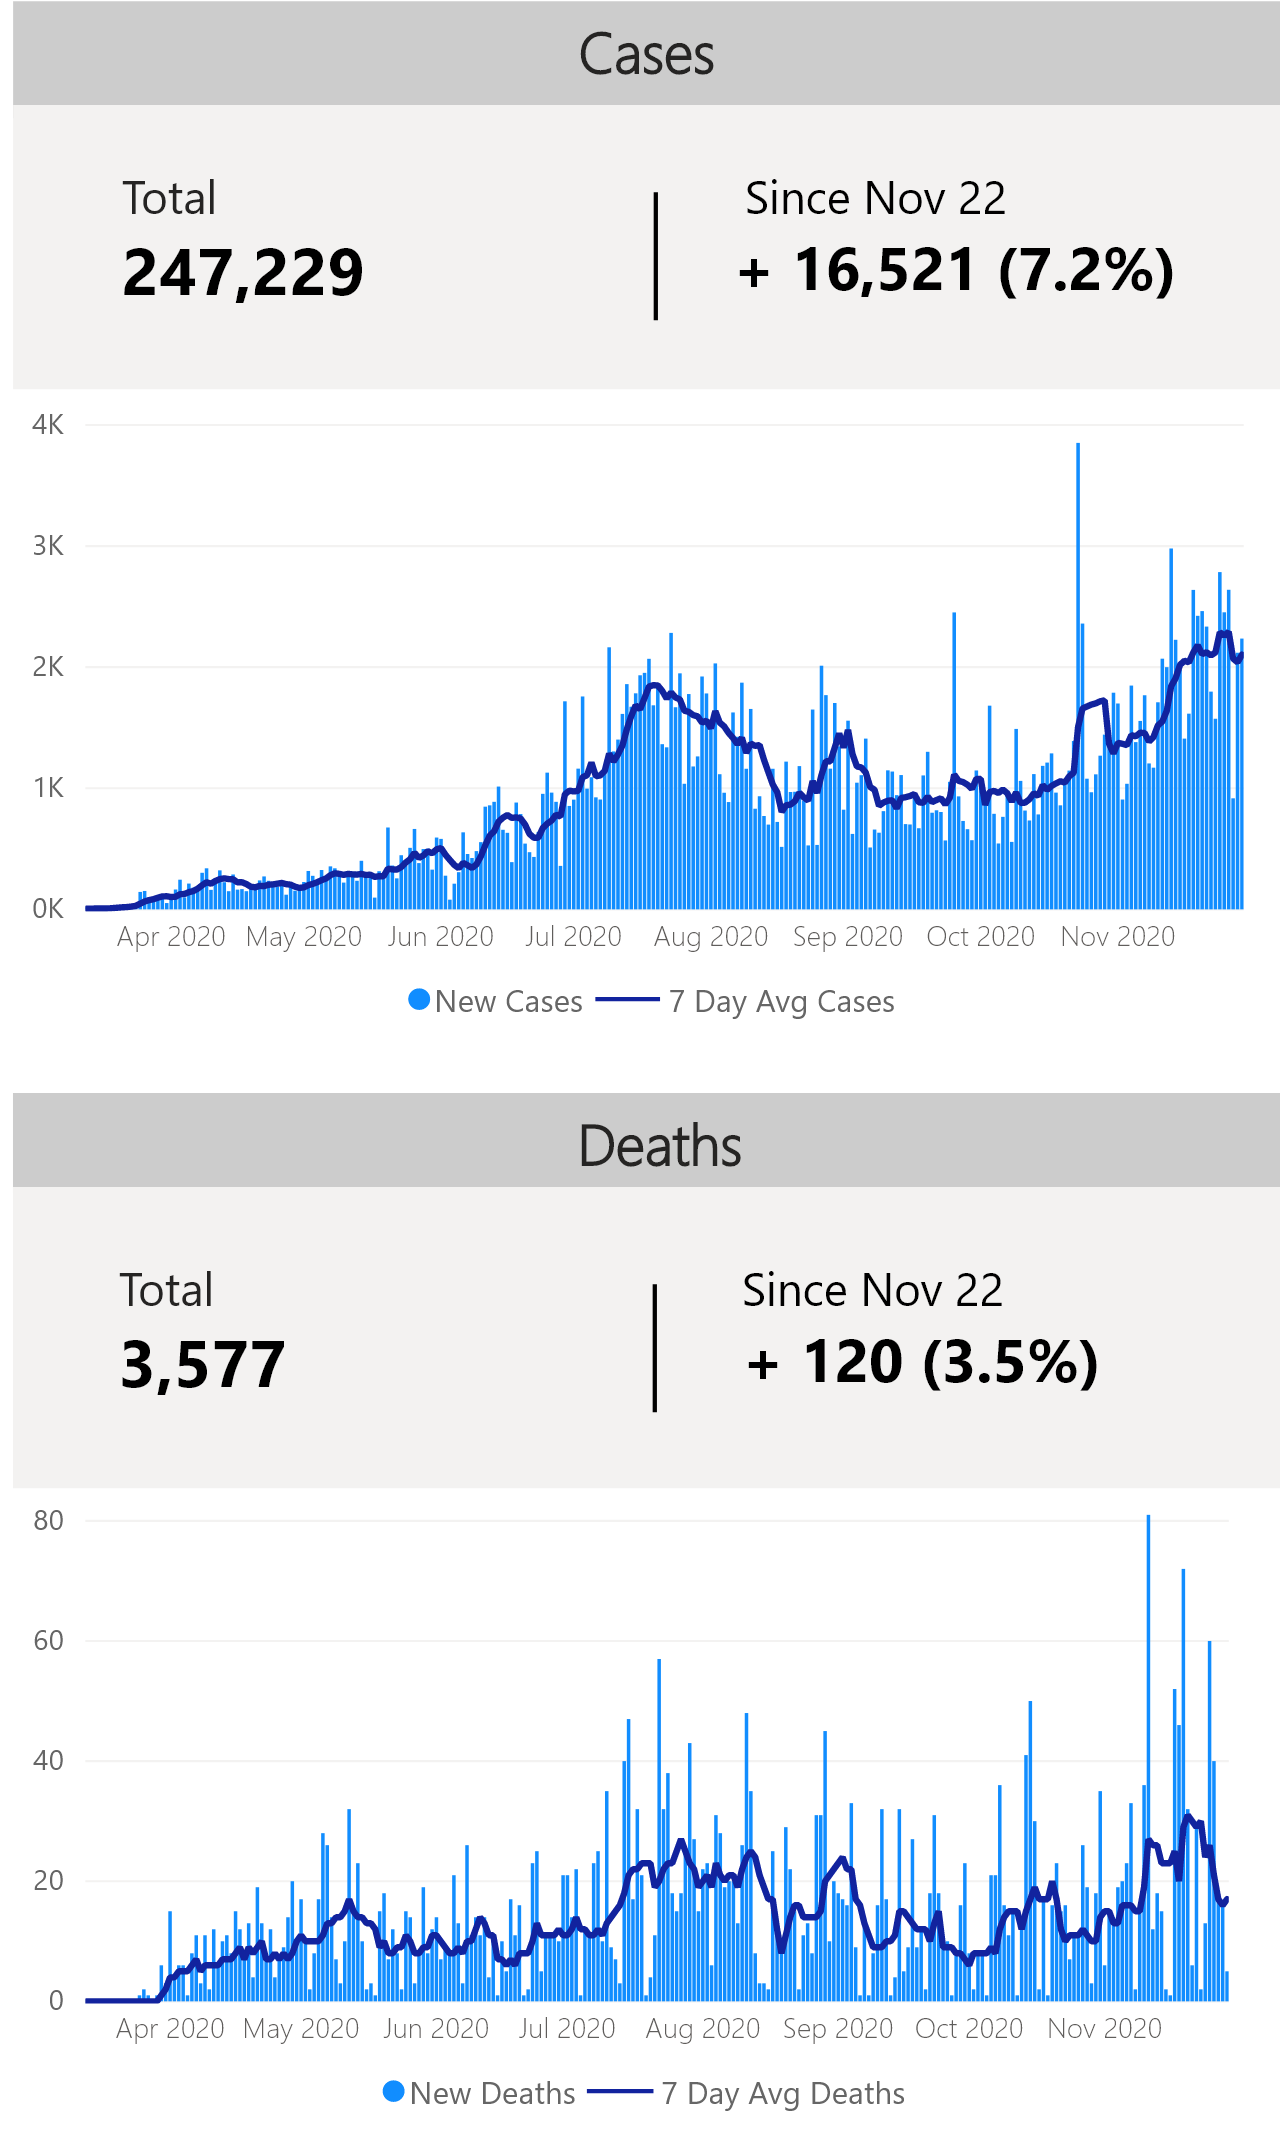 Cases
Total
Since Nov 22
247,229
+ 16,521 (7.2%)
4K
3K
2K
1K
0K
Apr 2020 May 2020 Jun 2020 Jul 2020 Aug 2020 Sep 2020 Oct 2020 Nov 2020
New Cases 7 Day Avg Cases
Deaths
Total
Since Nov 22
3,577
+ 120 (3.5%)
80
60
40
20
0
Apr 2020 May 2020 Jun 2020 Jul 2020 Aug 2020 Sep 2020 Oct 2020 Nov 2020
New Deaths 7 Day Avg Deaths